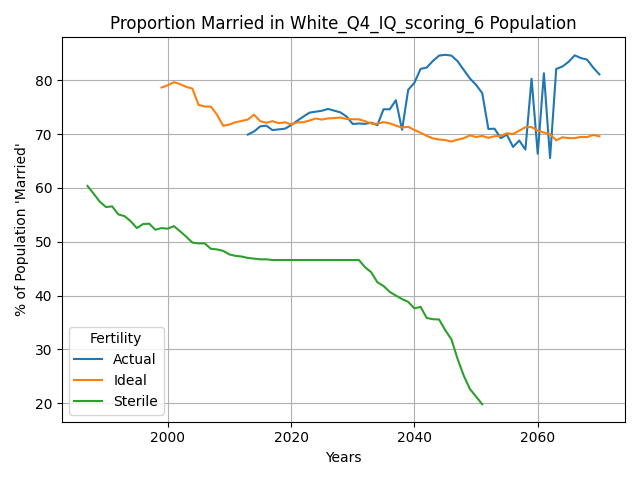 Proportion Married in White_Q4_IQ_scoring_6 Population
% of Population 'Married'
80
70
60
50
40
30
20
Fertility
Actual
Ideal
Sterile
2000
2020
2040
2060
Years